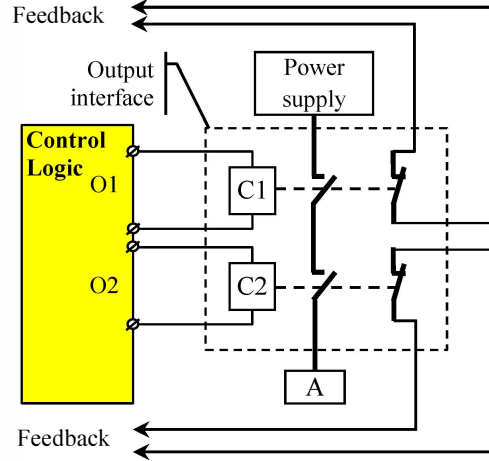 Feedback
Output
interface
Power
supply
Control
Logic
O1
C1
O2
C2
A
Feedback